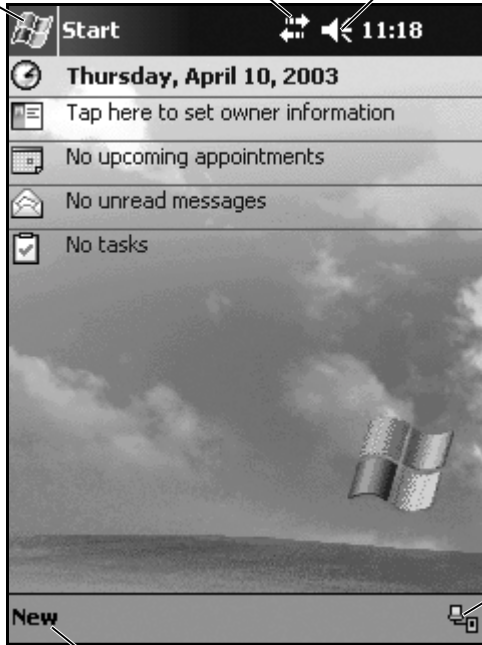 Start 11:18
Thursday, April 10, 2003
Tap here to set owner information
No upcoming appointments
No unread messages
No tasks
New